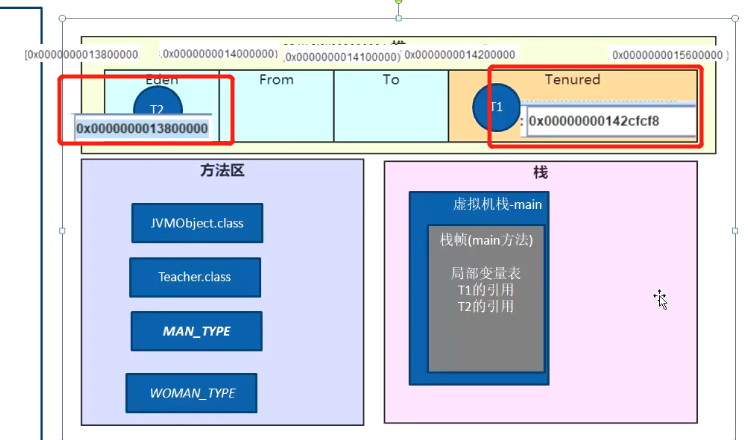 [0x0000000013800000
,0x0000000014000000)
,0x0000000014100000)
0x0000000014200000
0x0000000015600000 )
Eden
From
To
Tenured
T2
T1
0x0000000013800000
: 0x00000000142cfcf8
方法区
栈
JVMObject.class
Teacher.class
MAN_TYPE
WOMAN_TYPE
虚拟机栈-main
栈帧(main方法)
局部变量表
T1的引用
T2的引用